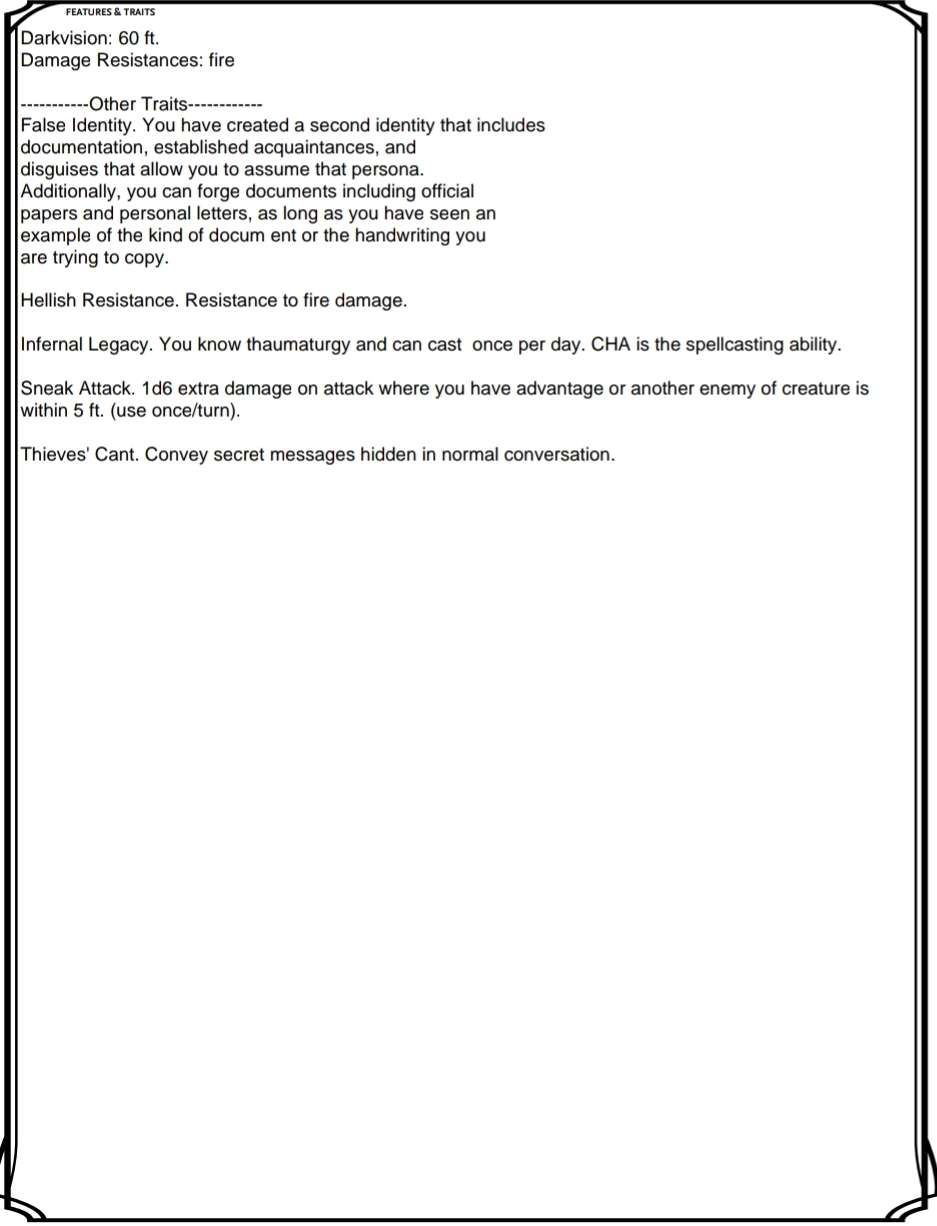 FEATURES & TRAITS
Darkvision: 60 ft.
Damage Resistances: fire
-----------Other Traits------------
False Identity. You have created a second identity that includes
documentation, established acquaintances, and
disguises that allow you to assume that persona.
Additionally, you can forge documents including official
papers and personal letters, as long as you have seen an
example of the kind of docum ent or the handwriting you
are trying to copy.
Hellish Resistance. Resistance to fire damage.
Infernal Legacy. You know thaumaturgy and can cast  once per day. CHA is the spellcasting ability.
Sneak Attack. 1d6 extra damage on attack where you have advantage or another enemy of creature is
within 5 ft. (use once/turn).
Thieves' Cant. Convey secret messages hidden in normal conversation.